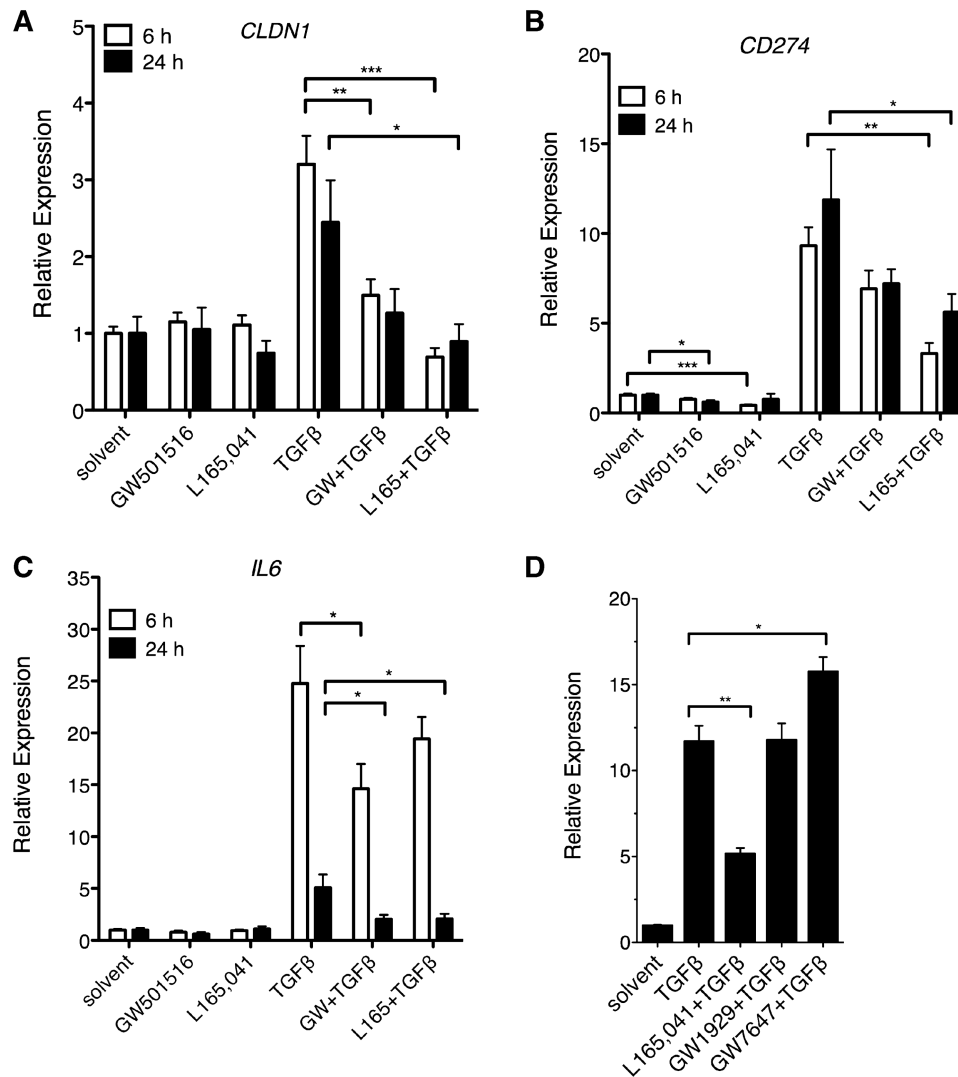 A
CLDN1
5
6 h
24 h
4
3
2
1
0
Relative Expression
***
**
*
solvent
GW501516
L165,041
TGFβ
GW+TGFβ
L165+TGFβ
B
CD274
20
6 h
24 h
15
10
5
0
Relative Expression
*
**
*
***
solvent
GW501516
L165,041
TGFβ
GW+TGFβ
L165+TGFβ
C
IL6
35
6 h
24 h
30
25
20
15
10
5
0
Relative Expression
*
*
*
solvent
GW501516
L165,041
TGFβ
GW+TGFβ
L165+TGFβ
D
20
15
10
5
0
Relative Expression
*
**
solvent
TGFβ
L165,041+TGFβ
GW1929+TGFβ
GW7647+TGFβ